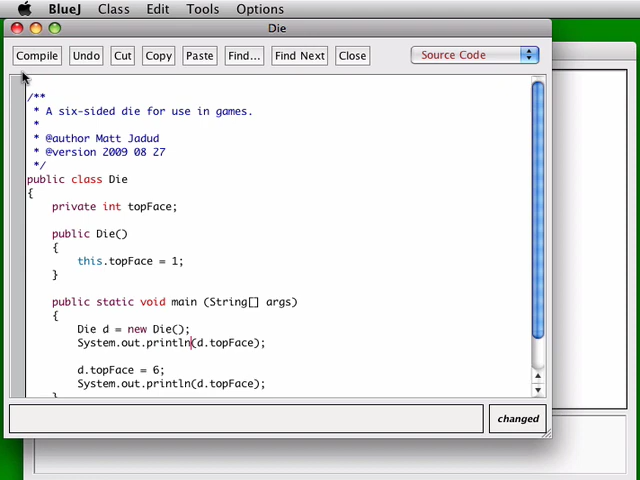 BlueJ Class Edit Tools Options
Die
Compile Undo Cut Copy Paste Find... Find Next Close Source Code
/**
 * A six-sided die for use in games.
 *
 * @author Matt Jadud
 * @version 2009 08 27
 */
public class Die
{
    private int topFace;
    public Die()
    {
        this.topFace = 1;
    }
    public static void main (String[] args)
    {
        Die d = new Die();
        System.out.println(d.topFace);
        d.topFace = 6;
        System.out.println(d.topFace);
    }
changed